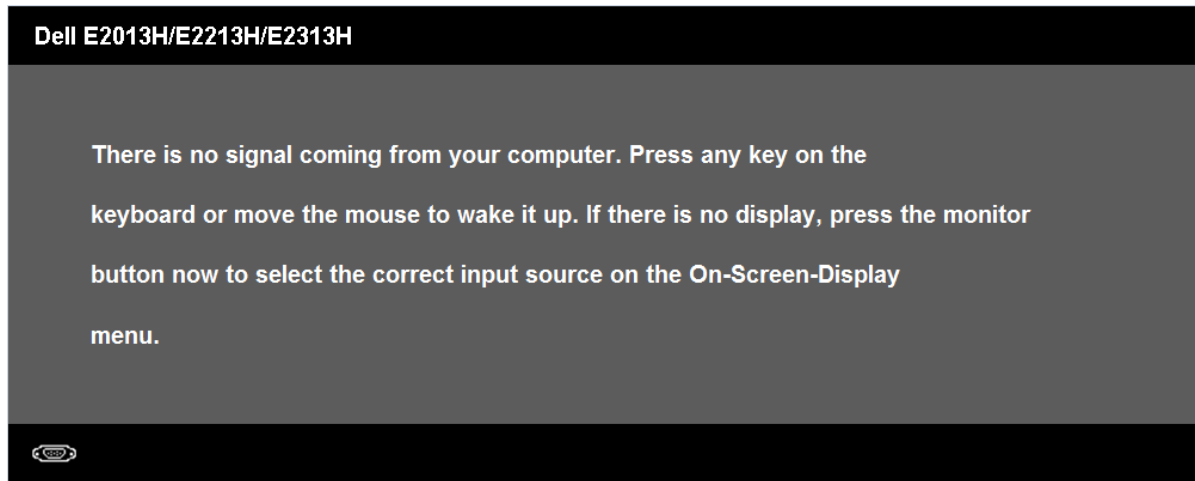 Dell E2013H/E2213H/E2313H
There is no signal coming from your computer. Press any key on the
keyboard or move the mouse to wake it up. If there is no display, press the monitor
button now to select the correct input source on the On-Screen-Display
menu.